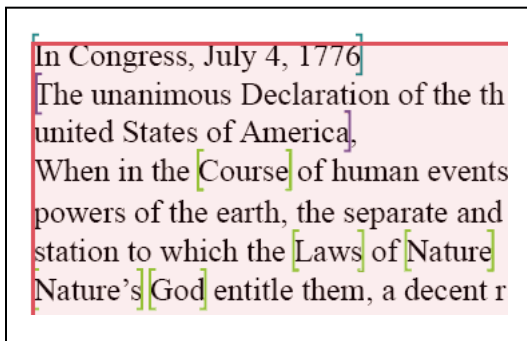 In Congress, July 4, 1776
The unanimous Declaration of the th
united States of America,
When in the Course of human events
powers of the earth, the separate and
station to which the Laws of Nature
Nature's God entitle them, a decent r